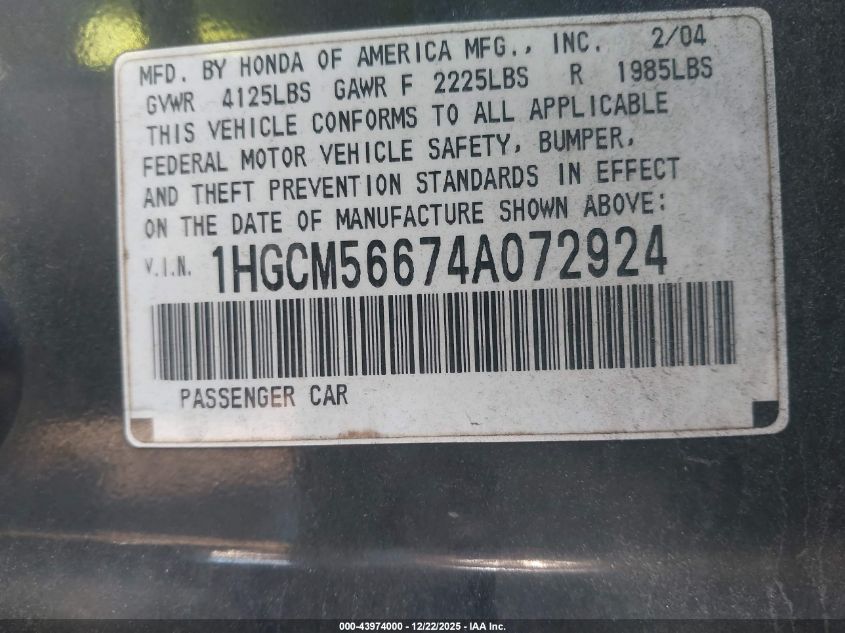 MFD. BY HONDA OF AMERICA MFG., INC. 2/04
GVWR 4125LBS GAWR F 2225LBS R 1985LBS
THIS VEHICLE CONFORMS TO ALL APPLICABLE
FEDERAL MOTOR VEHICLE SAFETY, BUMPER,
AND THEFT PREVENTION STANDARDS IN EFFECT
ON THE DATE OF MANUFACTURE SHOWN ABOVE:
V.I.N. 1HGCM56674A072924
PASSENGER CAR
000-43974000 - 12/22/2025 - IAA Inc.